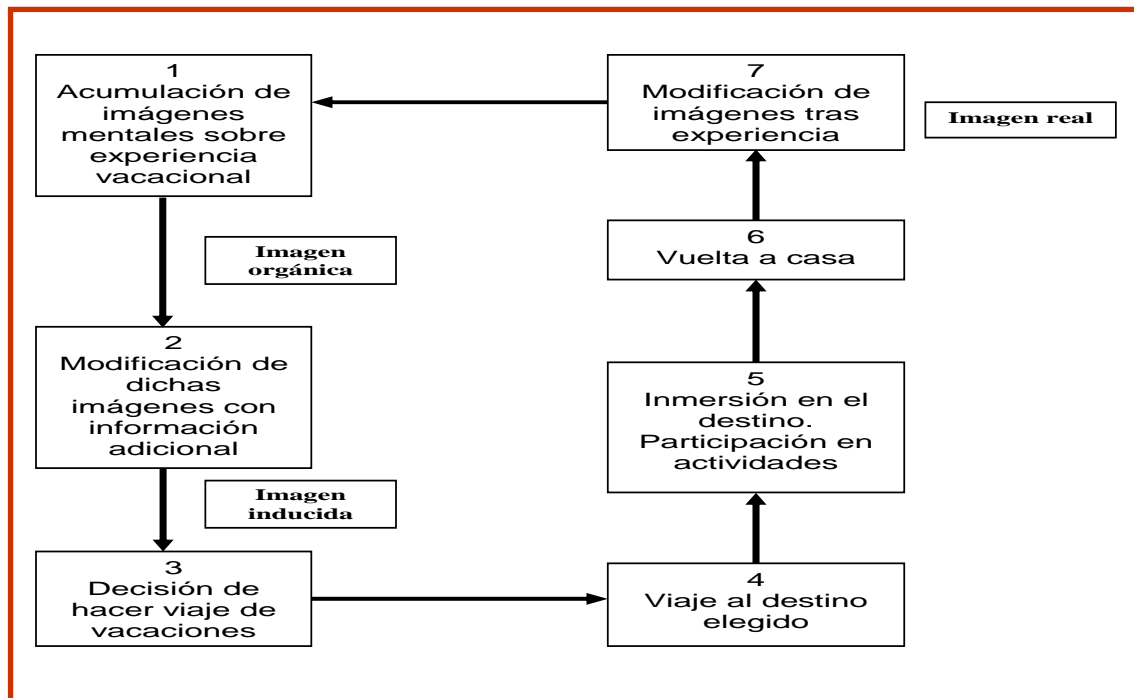 1
Acumulación de
imágenes
mentales sobre
experiencia
vacacional
Imagen
orgánica
2
Modificación de
dichas
imágenes con
información
adicional
Imagen
inducida
3
Decisión de
hacer viaje de
vacaciones
4
Viaje al destino
elegido
5
Inmersión en el
destino.
Participación en
actividades
6
Vuelta a casa
7
Modificación de
imágenes tras
experiencia
Imagen real